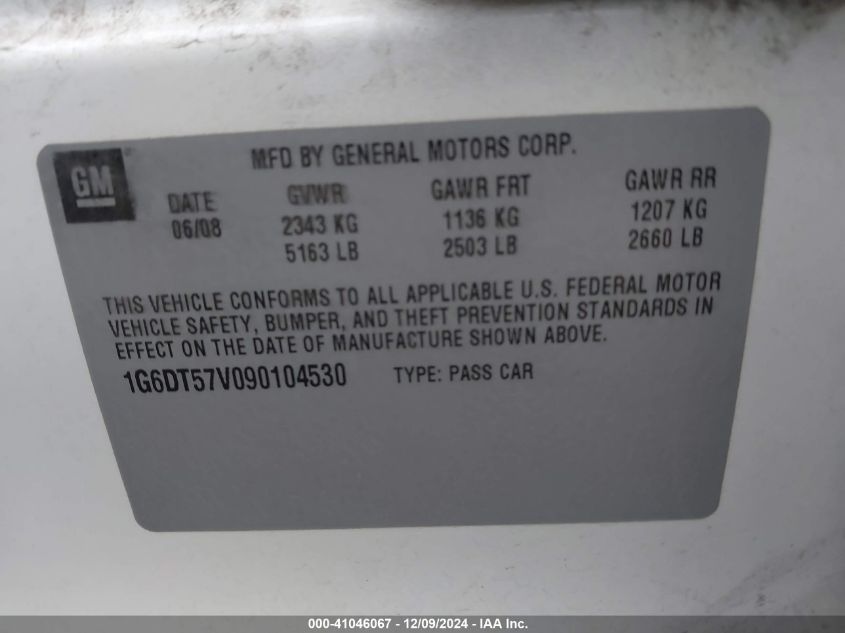 GM
MFD BY GENERAL MOTORS CORP.
DATE GVWR GAWR FRT GAWR RR
06/08 2343 KG 1136 KG 1207 KG
5163 LB 2503 LB 2660 LB
THIS VEHICLE CONFORMS TO ALL APPLICABLE U.S. FEDERAL MOTOR
VEHICLE SAFETY, BUMPER, AND THEFT PREVENTION STANDARDS IN
EFFECT ON THE DATE OF MANUFACTURE SHOWN ABOVE.
1G6DT57V090104530 TYPE: PASS CAR
000-41046067 - 12/09/2024 - IAA Inc.